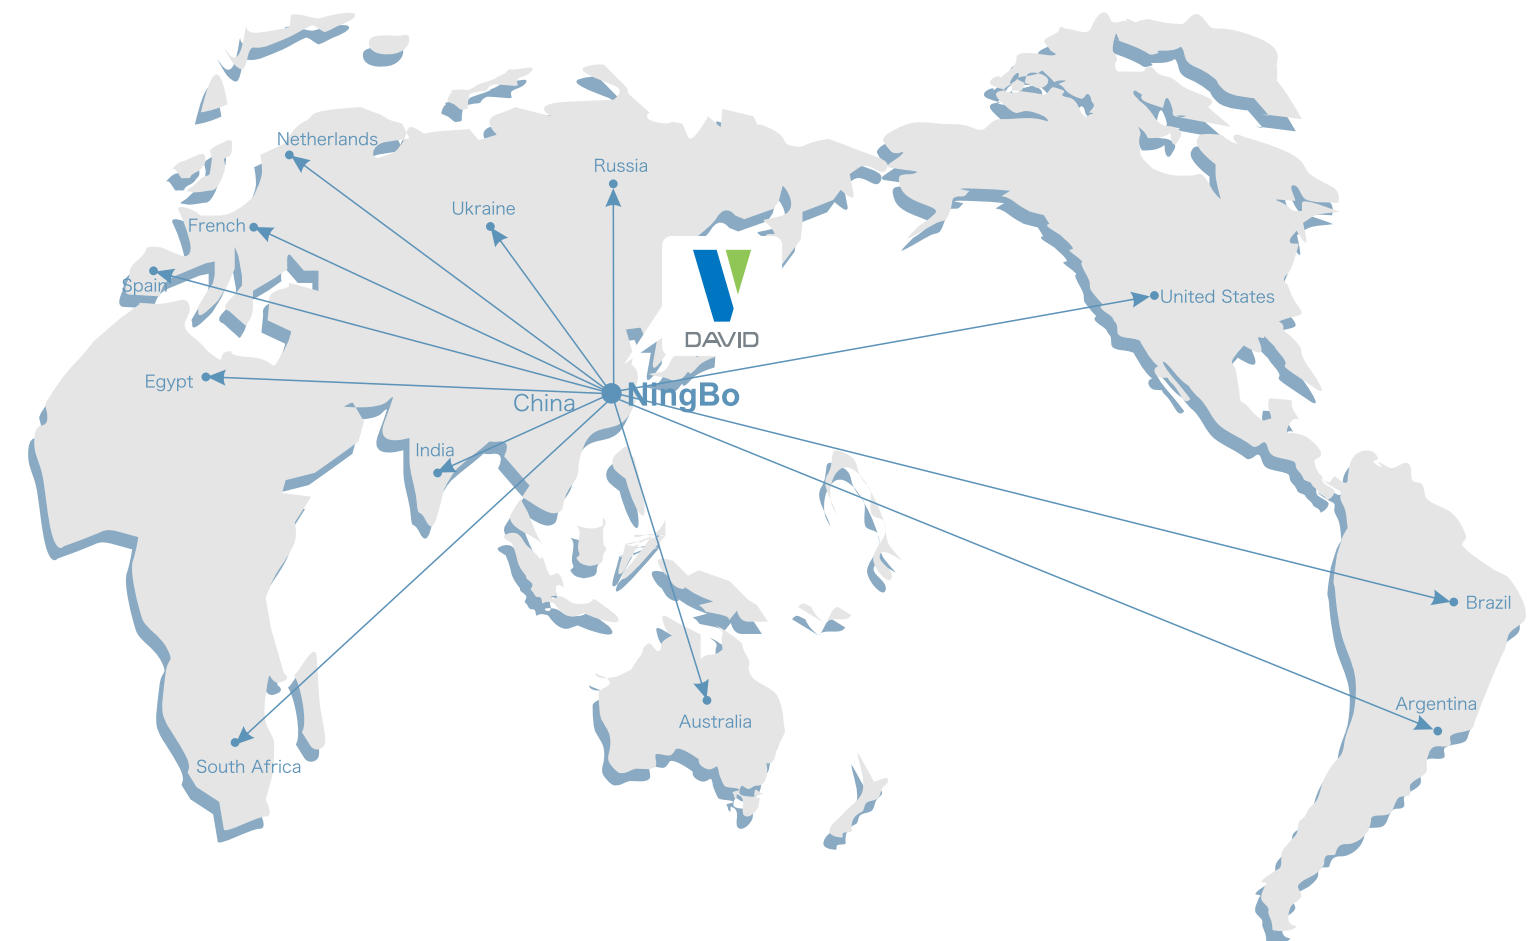 Netherlands
Russia
Ukraine
French
Spain
United States
DAVID
Egypt
NingBo
China
India
Brazil
Argentina
Australia
South Africa